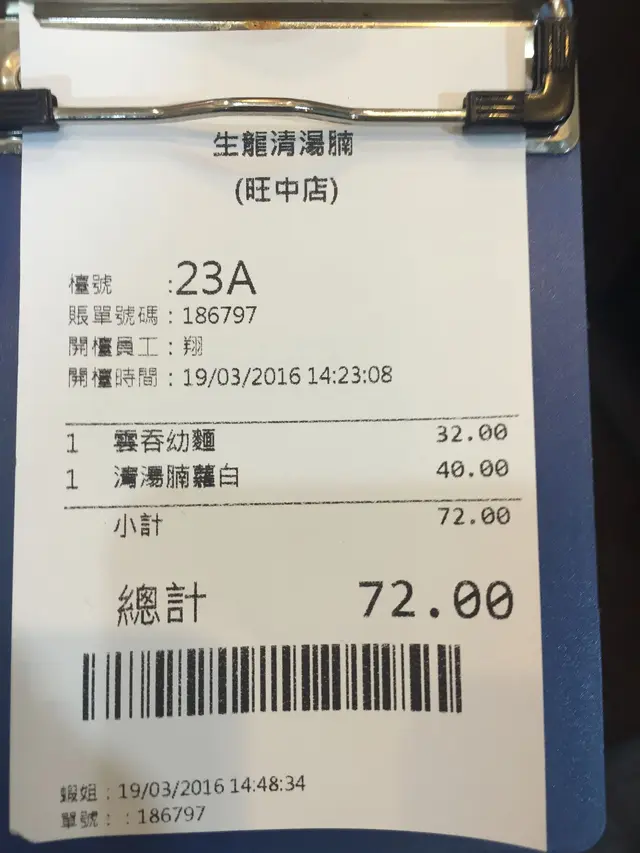 生龍清湯腩
(旺中店)
檯號 :23A
賬單號碼 : 186797
開檯員工 : 翔
開檯時間 : 19/03/2016 14:23:08
1 雲吞幼麵 32.00
1 清湯腩蘿白 40.00
小計 72.00
總計 72.00
蝦姐 : 19/03/2016 14:48:34
單號 : : 186797